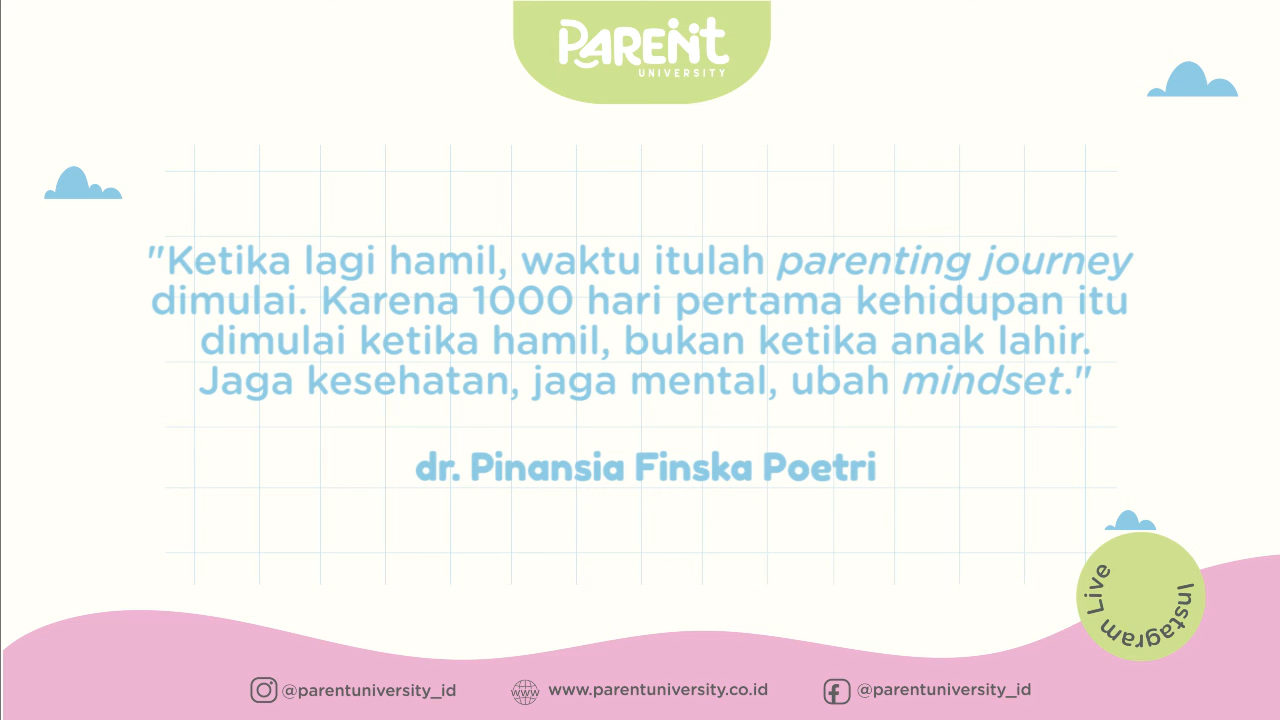 PARENT
UNIVERSITY
"Ketika lagi hamil, waktu itulah parenting journey
dimulai. Karena 1000 hari pertama kehidupan itu
dimulai ketika hamil, bukan ketika anak lahir.
Jaga kesehatan, jaga mental, ubah mindset."
dr. Pinansia Finska Poetri
Instagram Live
@parentuniversity_id
www
www.parentuniversity.co.id
@parentuniversity_id